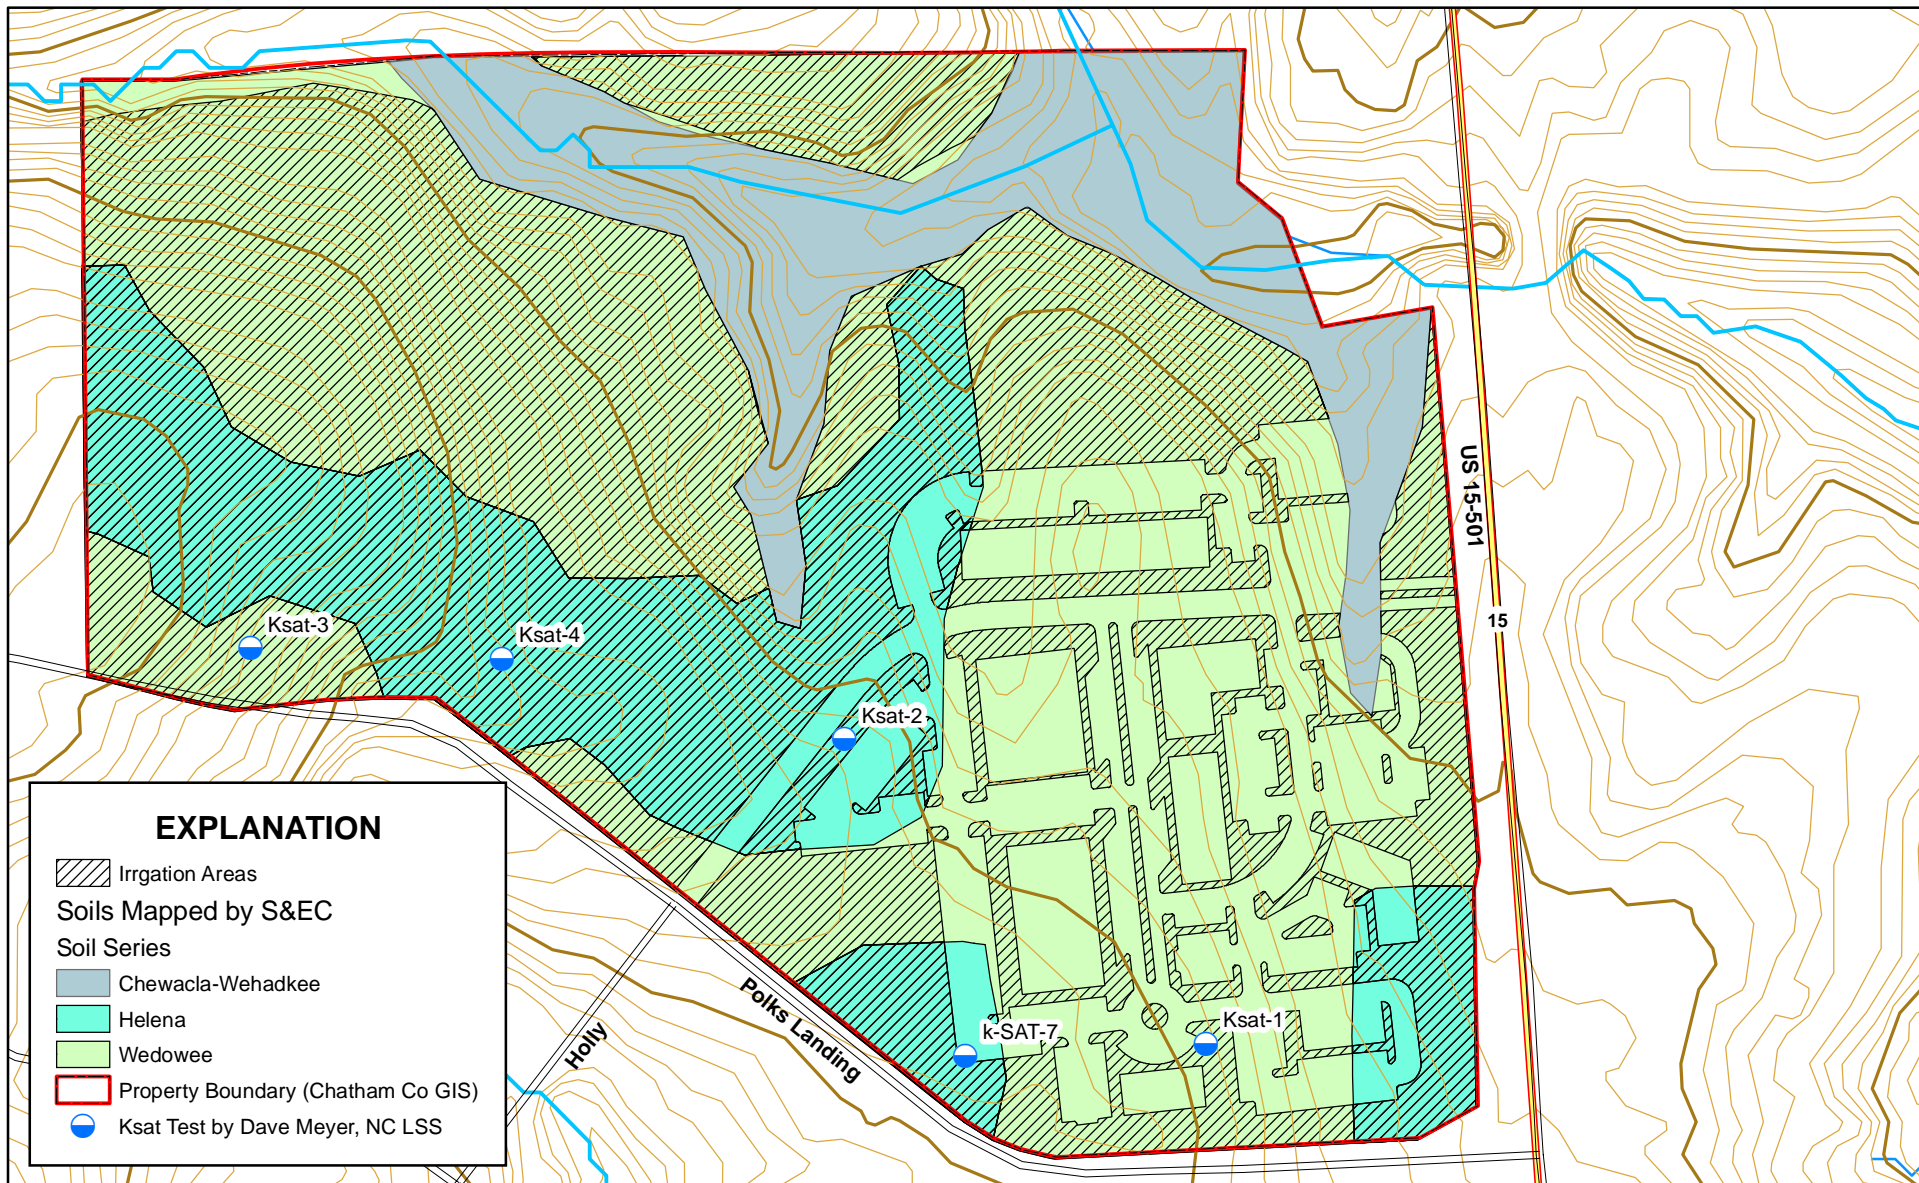 US 15-501
15
Ksat-3
Ksat-4
Ksat-2
k-SAT-7
Ksat-1
Polks Landing
Holly
EXPLANATION
Irrgation Areas
Soils Mapped by S&EC
Soil Series
Chewacla-Wehadkee
Helena
Wedowee
Property Boundary (Chatham Co GIS)
Ksat Test by Dave Meyer, NC LSS